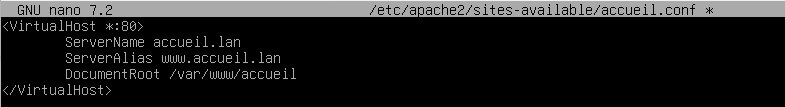 GNU nano 7.2 /etc/apache2/sites-available/accueil.conf *
<VirtualHost *:80>
ServerName accueil.lan
ServerAlias www.accueil.lan
DocumentRoot /var/www/accueil
</VirtualHost>